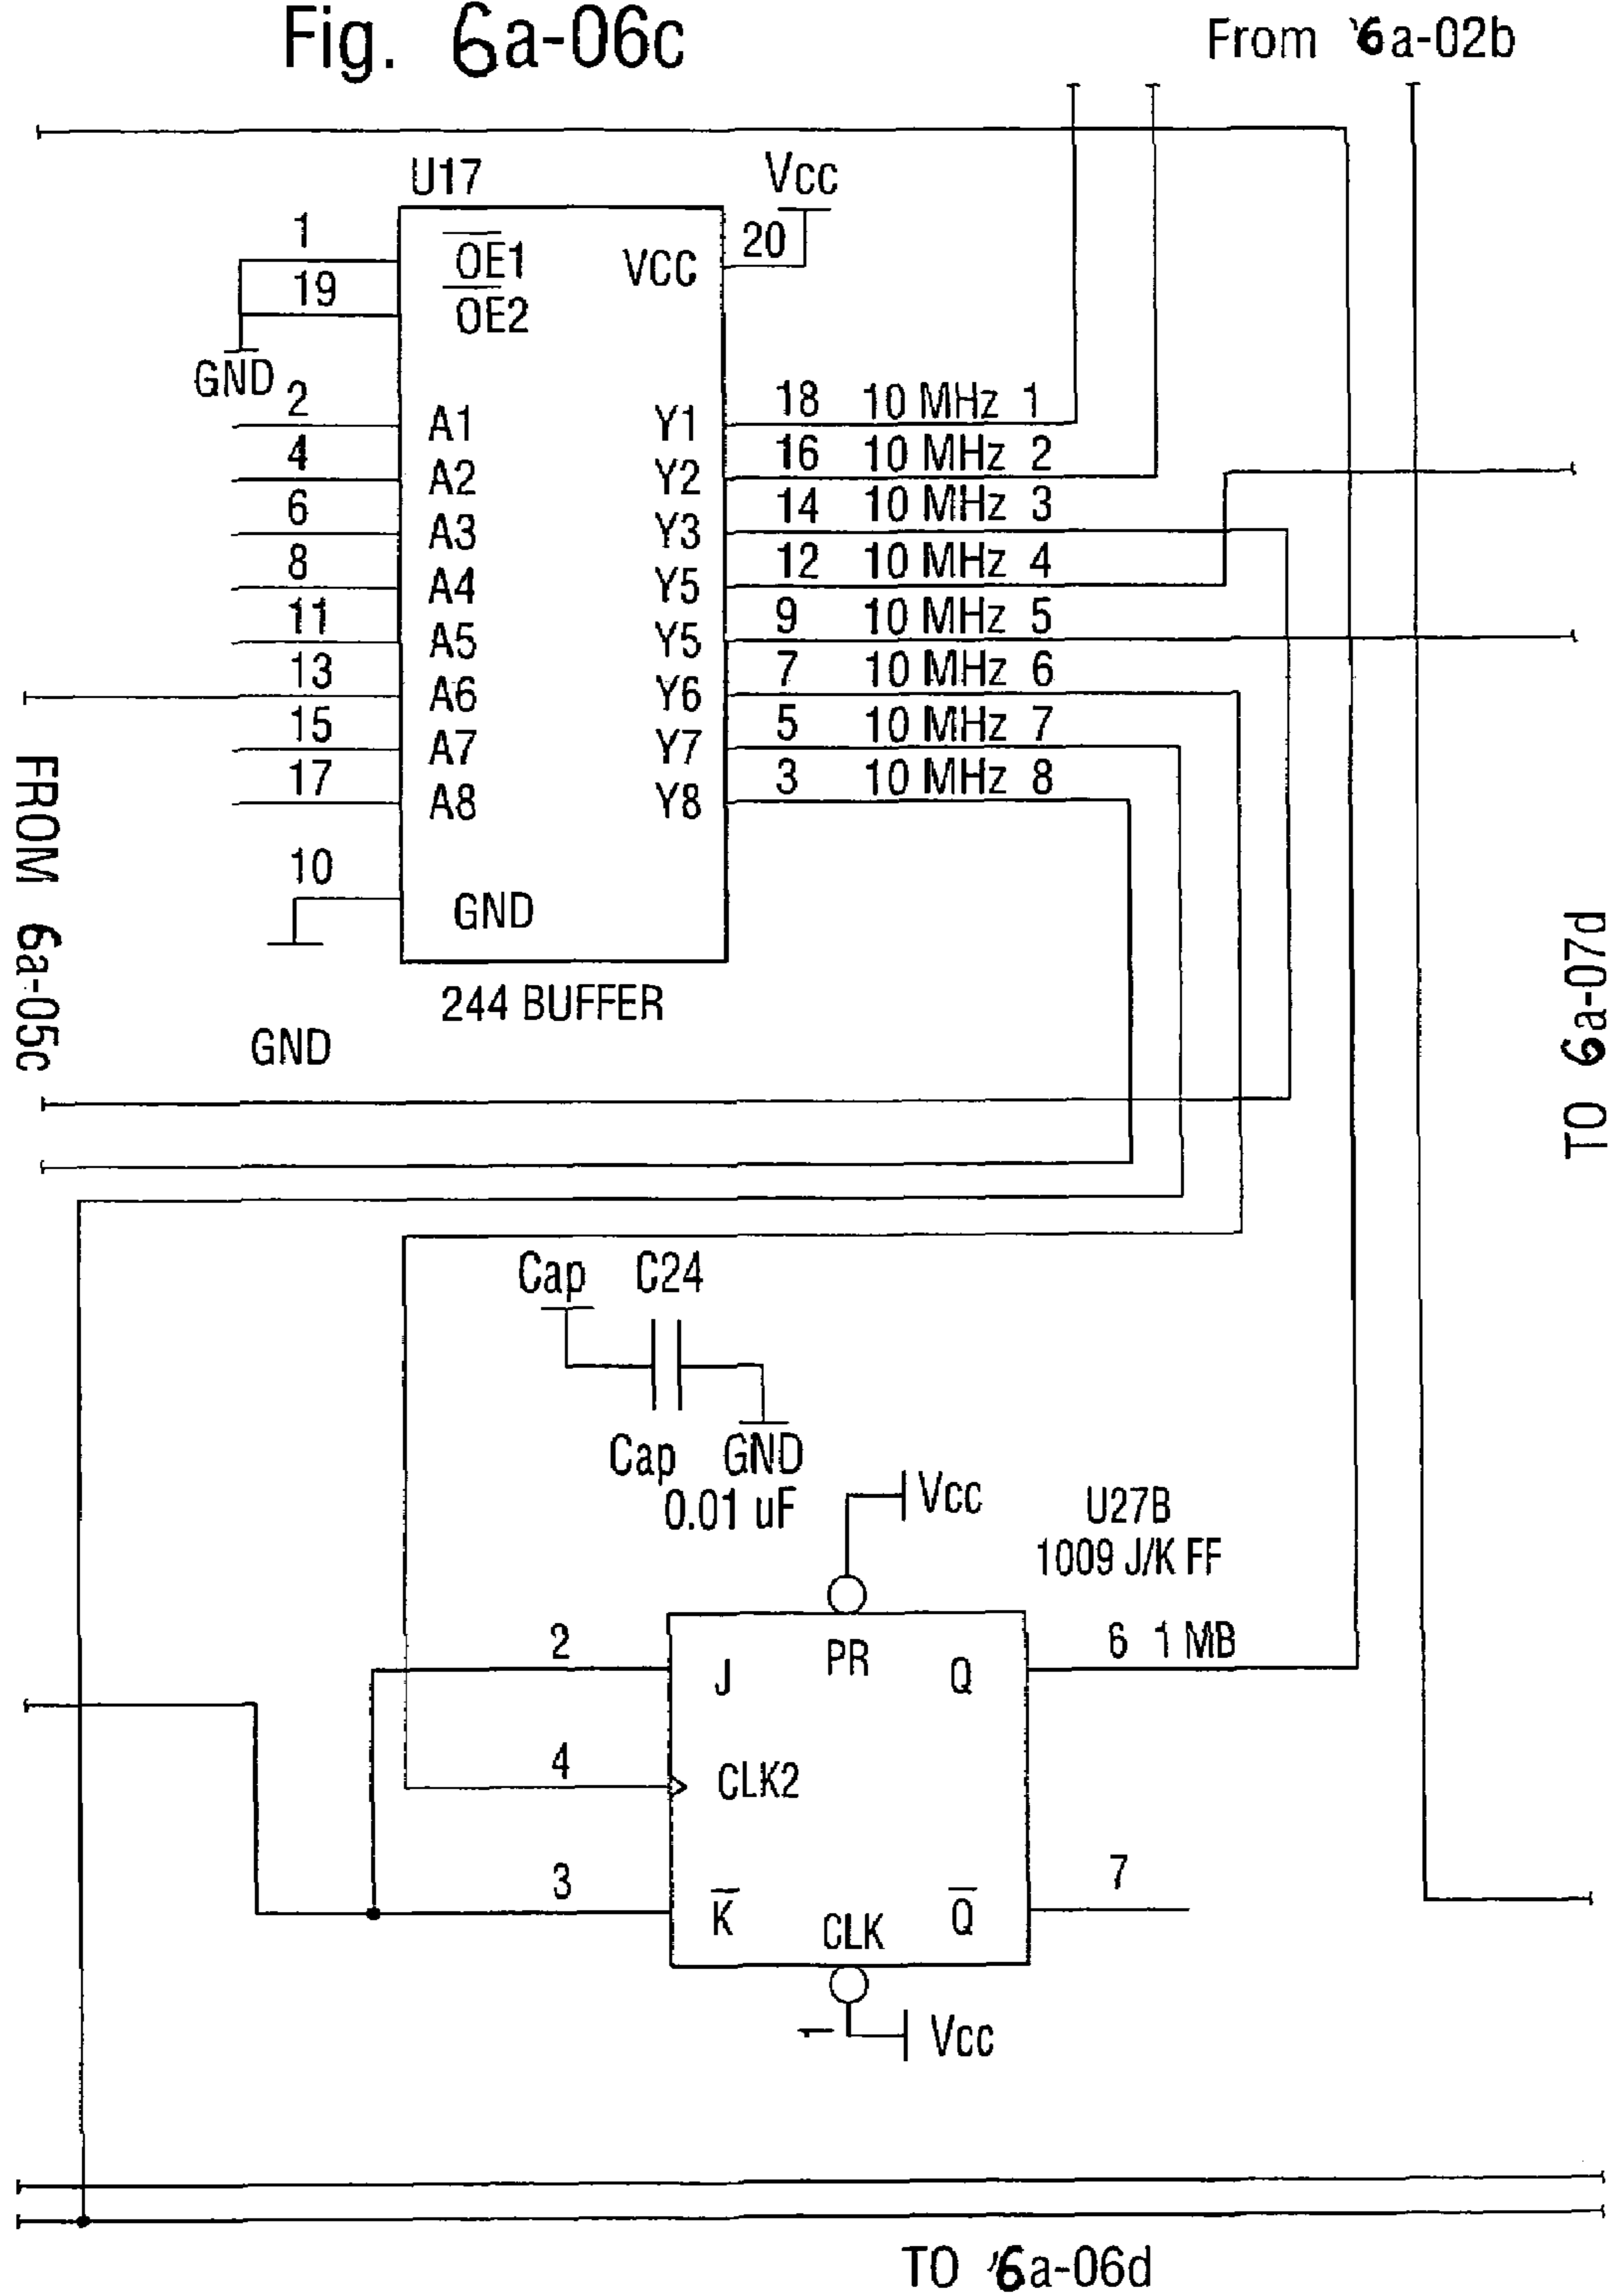 Fig. 6a-06c
From 6a-02b
U17
Vcc
1
OE1
VCC
20
19
OE2
GND
2
A1
Y1
18
10 MHz 1
4
A2
Y2
16
10 MHz 2
6
A3
Y3
14
10 MHz 3
8
A4
Y5
12
10 MHz 4
11
A5
Y5
9
10 MHz 5
13
A6
Y6
7
10 MHz 6
15
A7
Y7
5
10 MHz 7
17
A8
Y8
3
10 MHz 8
10
GND
244 BUFFER
GND
FROM 6a-05c
TO 6a-07d
Cap
C24
Cap
GND
0.01 uF
Vcc
U27B
1009 J/K FF
2
J
PR
Q
6
1 MB
4
CLK2
3
K
CLK
Q
7
1
Vcc
TO 6a-06d